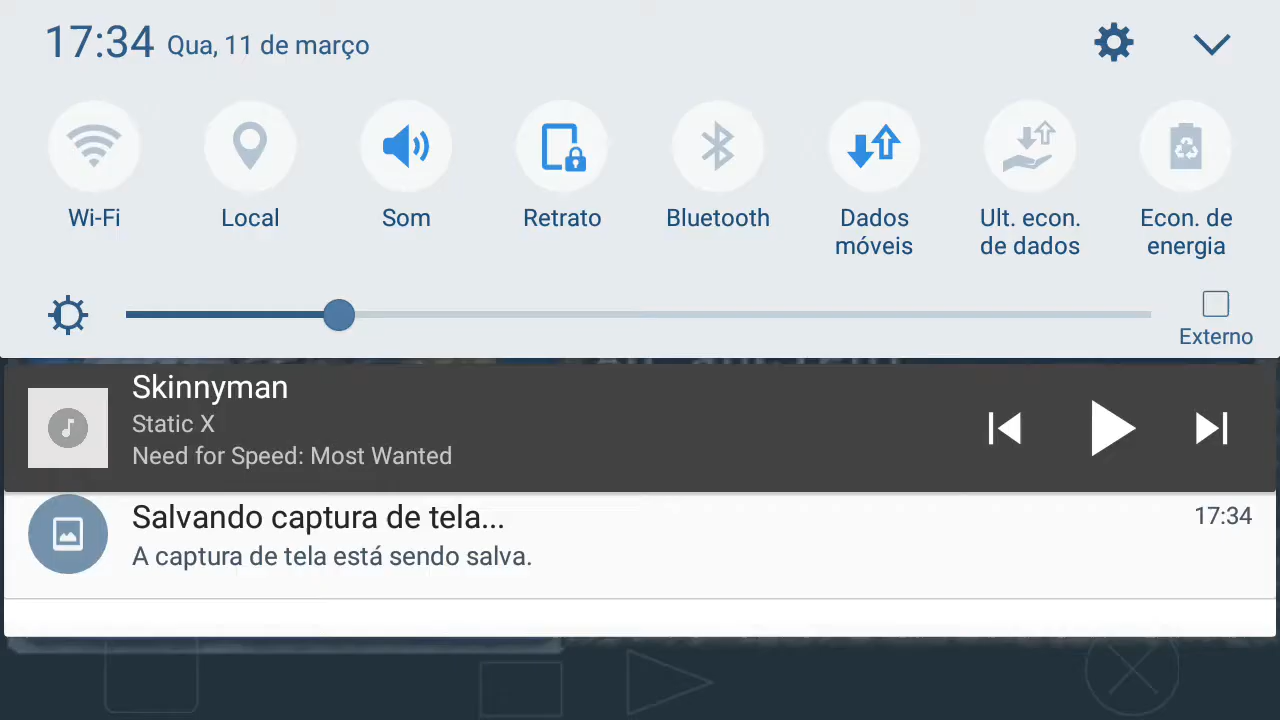 17:34 Qua, 11 de março
Wi-Fi
Local
Som
Retrato
Bluetooth
Dados
móveis
Ult. econ.
de dados
Econ. de
energia
Externo
Skinnyman
Static X
Need for Speed: Most Wanted
Salvando captura de tela...
17:34
A captura de tela está sendo salva.